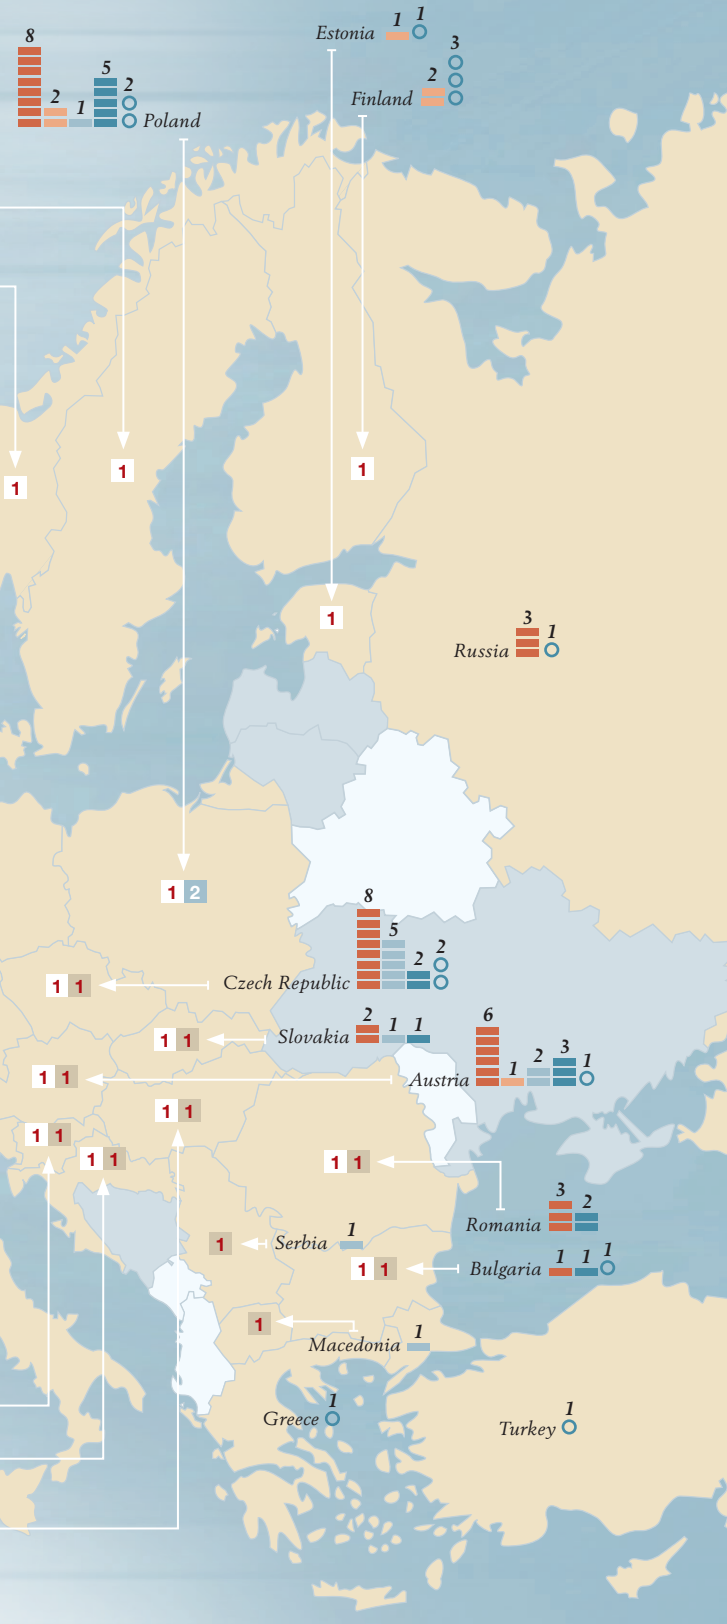 Estonia 1 1
8 2 1 5 2 Poland
Finland 2 3
1
1
1
1
Russia 3 1
1 2
Czech Republic 8 5 2 2
1 1
Slovakia 2 1 1
1 1
Austria 6 1 2 3 1
1 1
1 1
1 1
1 1
1 1
Romania 3 2
Serbia 1
1
1 1
Bulgaria 1 1 1
1
Macedonia 1
Greece 1
Turkey 1